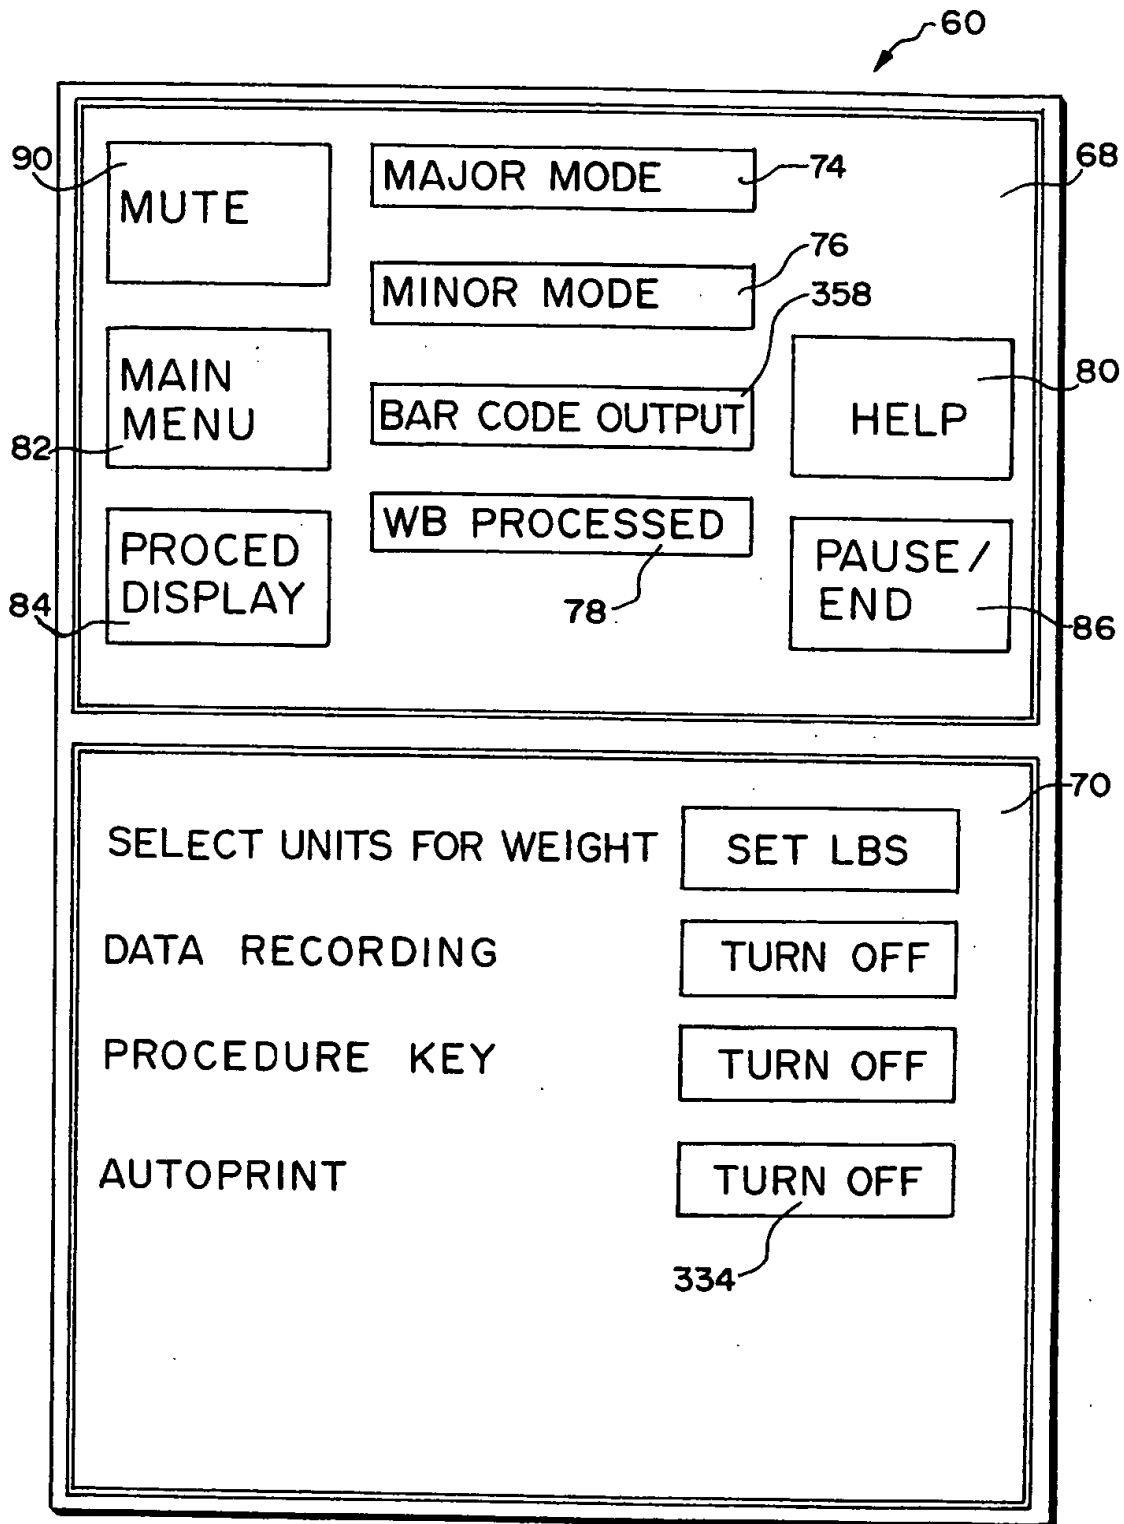 60
90
MUTE
MAJOR MODE
74
68
MINOR MODE
76
358
MAIN
MENU
82
BAR CODE OUTPUT
HELP
80
PROCED
DISPLAY
84
WB PROCESSED
78
PAUSE/
END
86
70
SELECT UNITS FOR WEIGHT SET LBS
DATA RECORDING TURN OFF
PROCEDURE KEY TURN OFF
AUTOPRINT TURN OFF
334